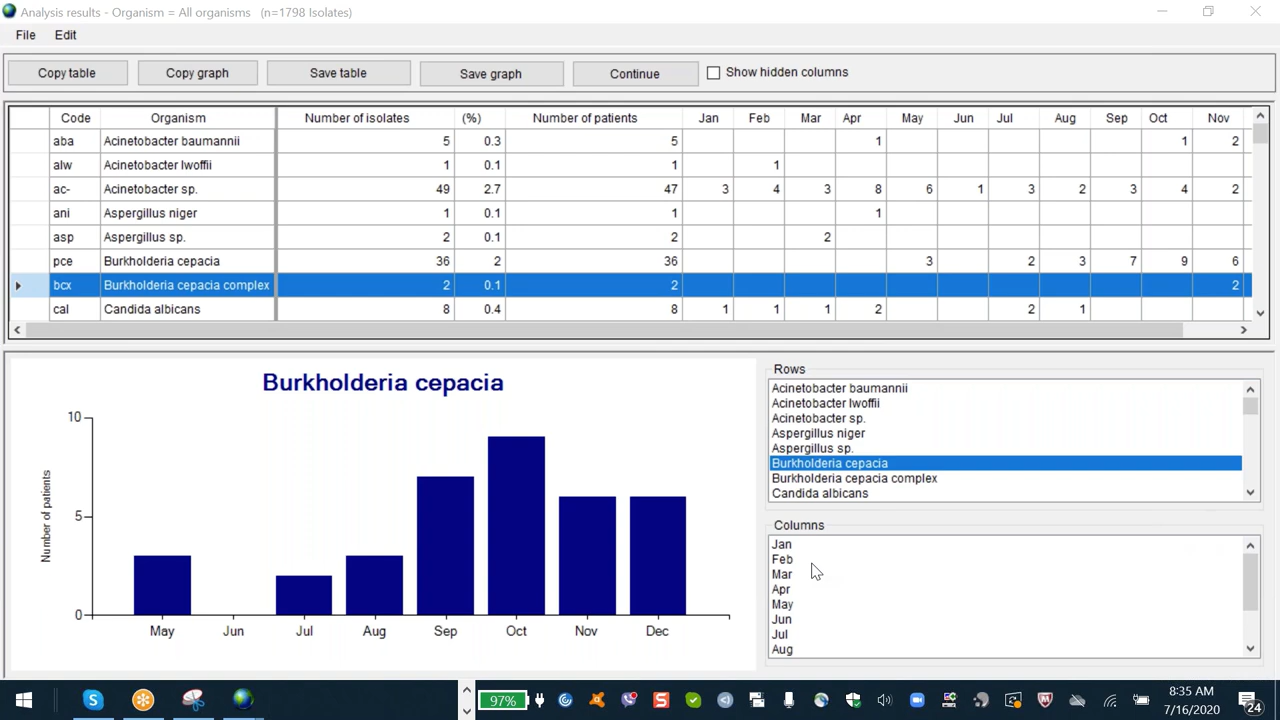 Analysis results - Organism = All organisms (n=1798 Isolates)
File Edit
Copy table Copy graph Save table Save graph Continue Show hidden columns
Code Organism Number of isolates (%) Number of patients Jan Feb Mar Apr May Jun Jul Aug Sep Oct Nov
aba Acinetobacter baumannii 5 0.3 5 1 1 2
alw Acinetobacter lwoffii 1 0.1 1 1
ac- Acinetobacter sp. 49 2.7 47 3 4 3 8 6 1 3 2 3 4 2
ani Aspergillus niger 1 0.1 1 1
asp Aspergillus sp. 2 0.1 2 2
pce Burkholderia cepacia 36 2 36 3 2 3 7 9 6
bcx Burkholderia cepacia complex 2 0.1 2 2
cal Candida albicans 8 0.4 8 1 1 1 2 2 1
Burkholderia cepacia
Number of patients
10
5
0
May Jun Jul Aug Sep Oct Nov Dec
Rows
Acinetobacter baumannii
Acinetobacter lwoffii
Acinetobacter sp.
Aspergillus niger
Aspergillus sp.
Burkholderia cepacia
Burkholderia cepacia complex
Candida albicans
Columns
Jan
Feb
Mar
Apr
May
Jun
Jul
Aug
97%
8:35 AM
7/16/2020
24